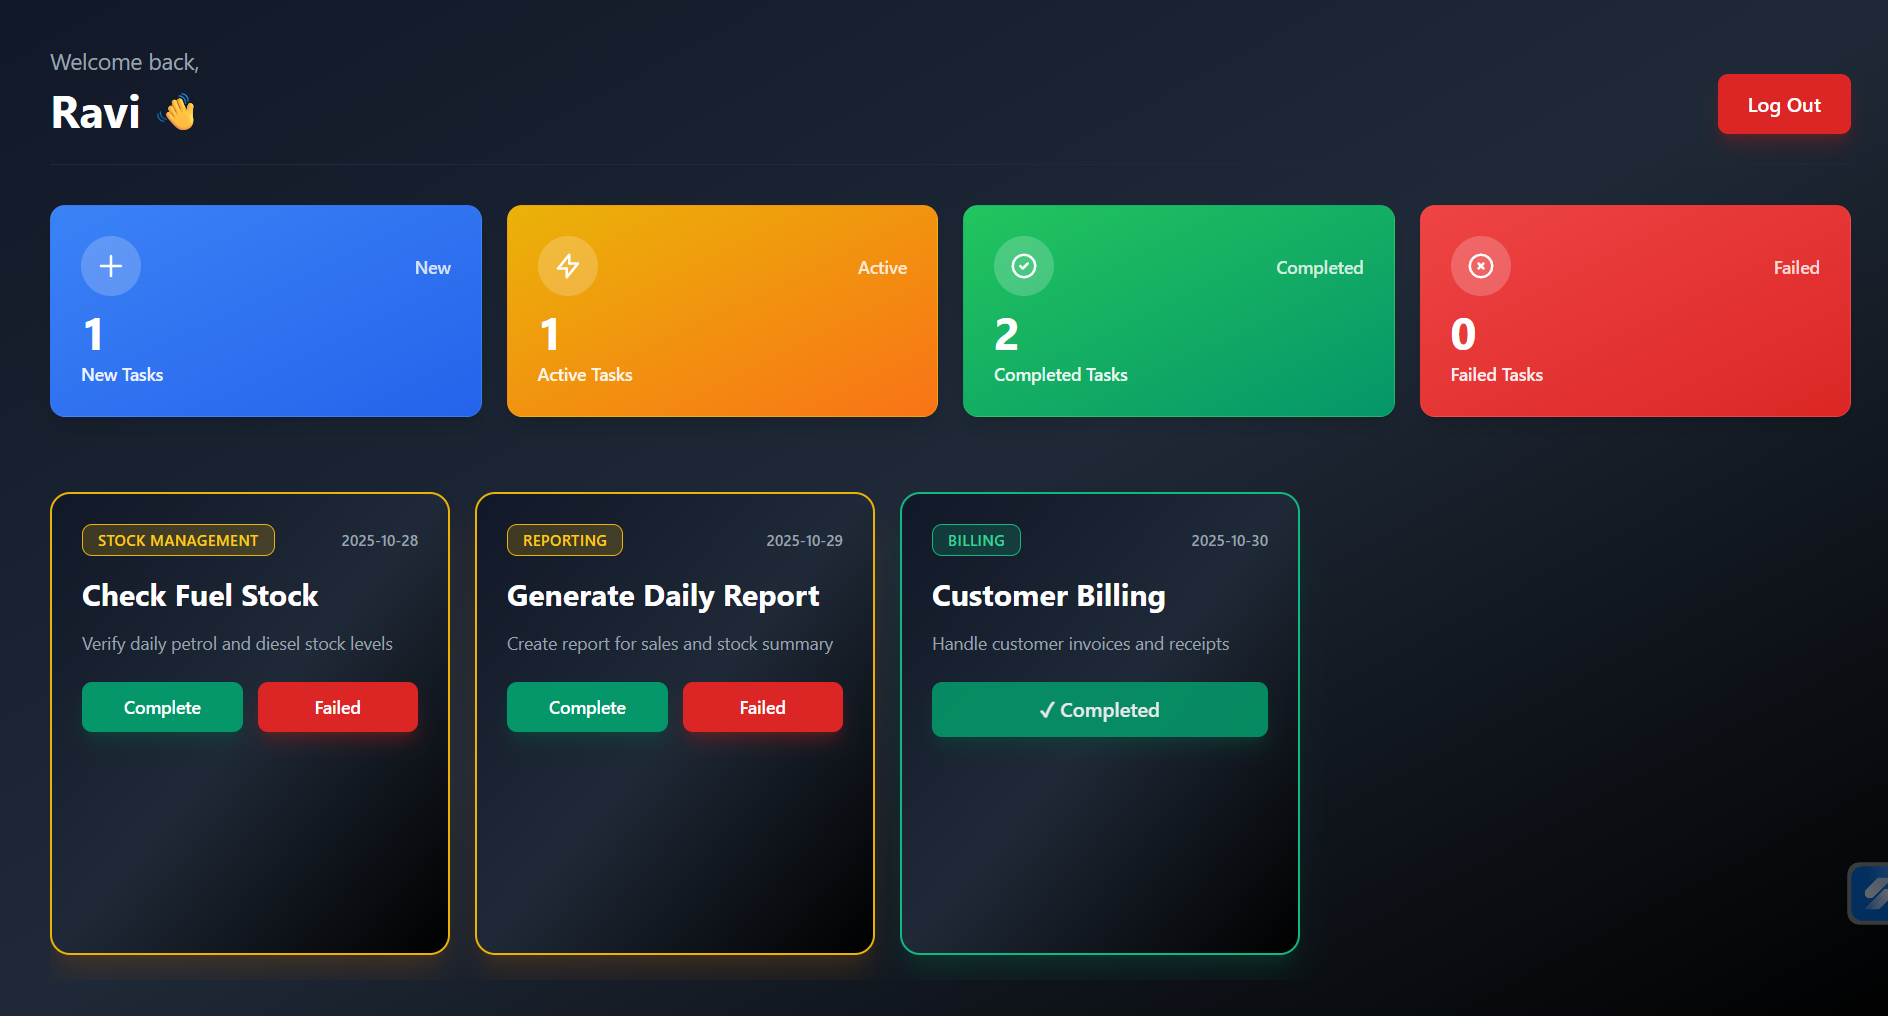 Welcome back,
Ravi 👋
Log Out
New
1
New Tasks
Active
1
Active Tasks
Completed
2
Completed Tasks
Failed
0
Failed Tasks
STOCK MANAGEMENT 2025-10-28
Check Fuel Stock
Verify daily petrol and diesel stock levels
Complete Failed
REPORTING 2025-10-29
Generate Daily Report
Create report for sales and stock summary
Complete Failed
BILLING 2025-10-30
Customer Billing
Handle customer invoices and receipts
✓ Completed